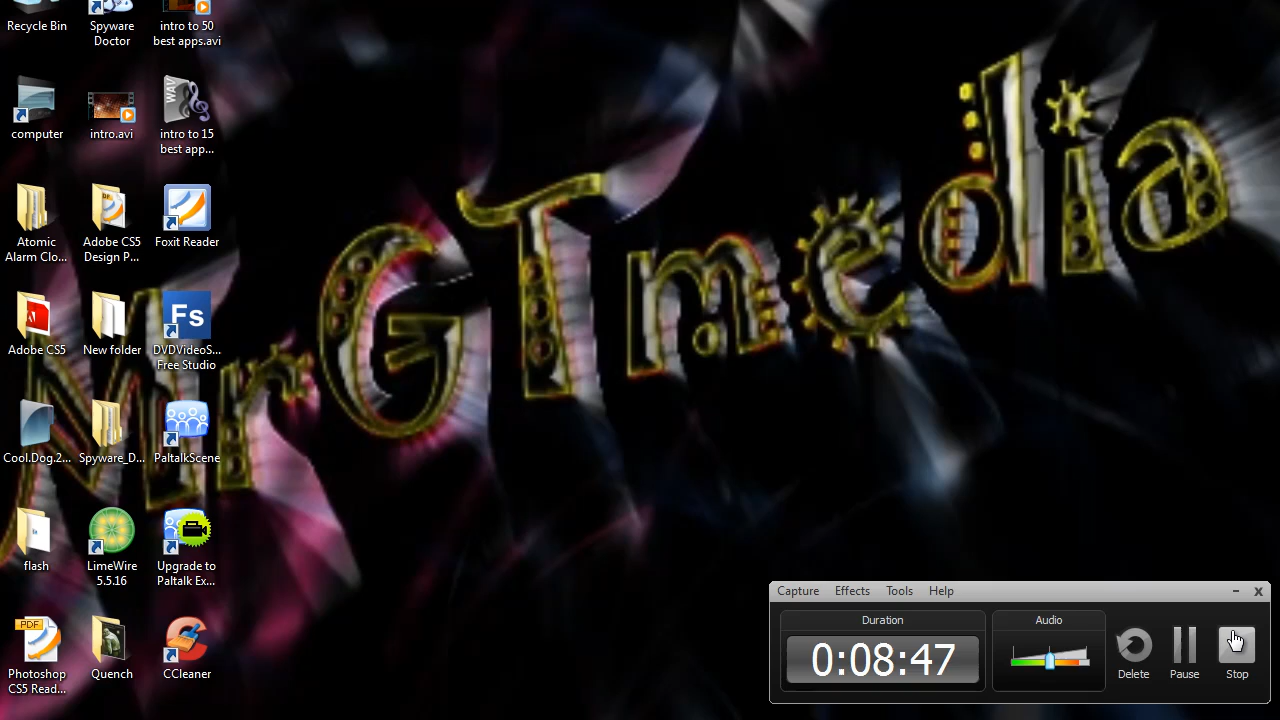 MrGTmedia
Recycle Bin
Spyware
Doctor
intro to 50
best apps.avi
computer
intro.avi
WAV
intro to 15
best app...
Atomic
Alarm Clo...
Adobe CS5
Design P...
Foxit Reader
Adobe CS5
New folder
Fs
DVDVideoS...
Free Studio
Cool.Dog.2...
Spyware_D...
PaltalkScene
flash
LimeWire
5.5.16
Upgrade to
Paltalk Ex...
PDF
Photoshop
CS5 Read...
Quench
CCleaner
Capture Effects Tools Help
Duration
0:08:47
Audio
Delete
Pause
Stop